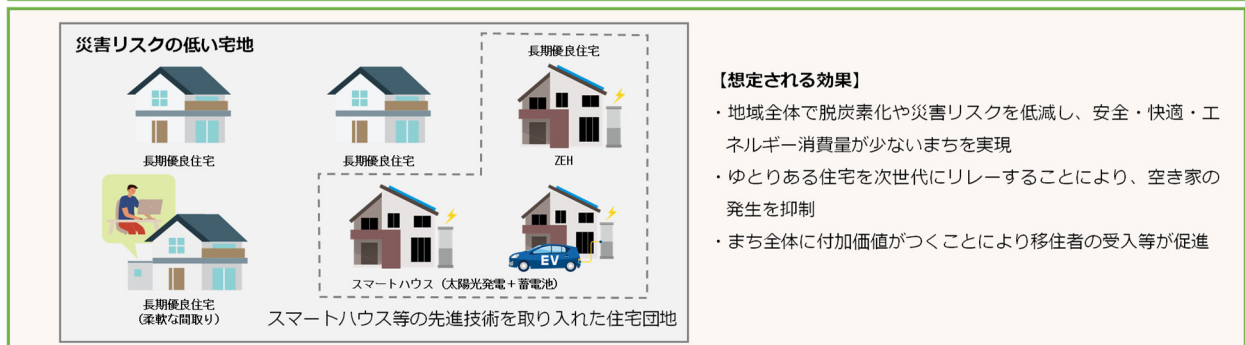 災害リスクの低い宅地
長期優良住宅
長期優良住宅
長期優良住宅
ZEH
長期優良住宅
(柔軟な間取り)
EV
スマートハウス(太陽光発電+蓄電池)
スマートハウス等の先進技術を取り入れた住宅団地
【想定される効果】
・地域全体で脱炭素化や災害リスクを低減し、安全・快適・エ
ネルギー消費量が少ないまちを実現
・ゆとりある住宅を次世代にリレーすることにより、空き家の
発生を抑制
・まち全体に付加価値がつくことにより移住者の受入等が促進